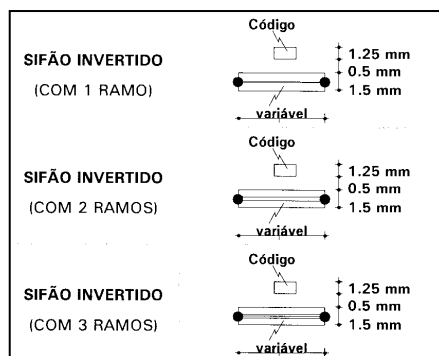 Código
SIFÃO INVERTIDO
(COM 1 RAMO)
1.25 mm
0.5 mm
1.5 mm
variável
Código
SIFÃO INVERTIDO
(COM 2 RAMOS)
1.25 mm
0.5 mm
1.5 mm
variável
Código
SIFÃO INVERTIDO
(COM 3 RAMOS)
1.25 mm
0.5 mm
1.5 mm
variável